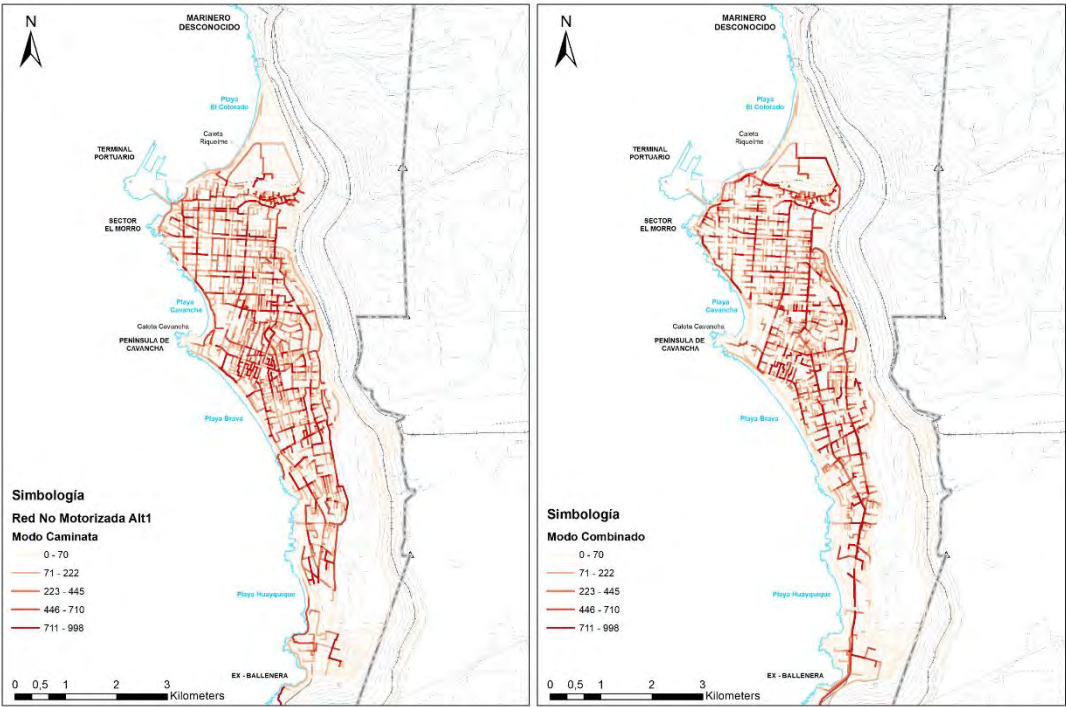 N
MARINERO
DESCONOCIDO
Playa
El Colorado
Caleta
Riquelme
TERMINAL
PORTUARIO
SECTOR
EL MORRO
Playa
Cavancha
Caleta Cavancha
PENÍNSULA DE
CAVANCHA
Playa Brava
Simbología
Red No Motorizada Alt1
Modo Caminata
0 - 70
71 - 222
223 - 445
446 - 710
711 - 998
Playa Huayquique
EX - BALLENERA
0 0,5 1 2 3
Kilometers
N
MARINERO
DESCONOCIDO
Playa
El Colorado
Caleta
Riquelme
TERMINAL
PORTUARIO
SECTOR
EL MORRO
Playa
Cavancha
Caleta Cavancha
PENÍNSULA DE
CAVANCHA
Playa Brava
Simbología
Modo Combinado
0 - 70
71 - 222
223 - 445
446 - 710
711 - 998
Playa Huayquique
EX - BALLENERA
0 0,5 1 2 3
Kilometers